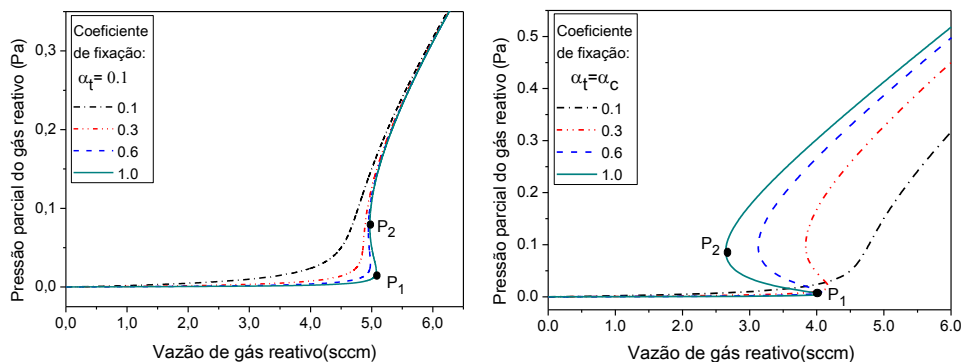 Pressão parcial do gás reativo (Pa)
0,3
0,2
0,1
0,0
Coeficiente
de fixação:
αt= 0.1
0.1
0.3
0.6
1.0
P2
P1
0,0 1,0 2,0 3,0 4,0 5,0 6,0
Vazão de gás reativo(sccm)
Pressão parcial do gás reativo (Pa)
0.5
0.4
0.3
0.2
0.1
0.0
Coeficiente
de fixação:
αt=αc
0.1
0.3
0.6
1.0
P2
P1
0.0 1.0 2.0 3.0 4.0 5.0 6.0
Vazão de gás reativo(sccm)